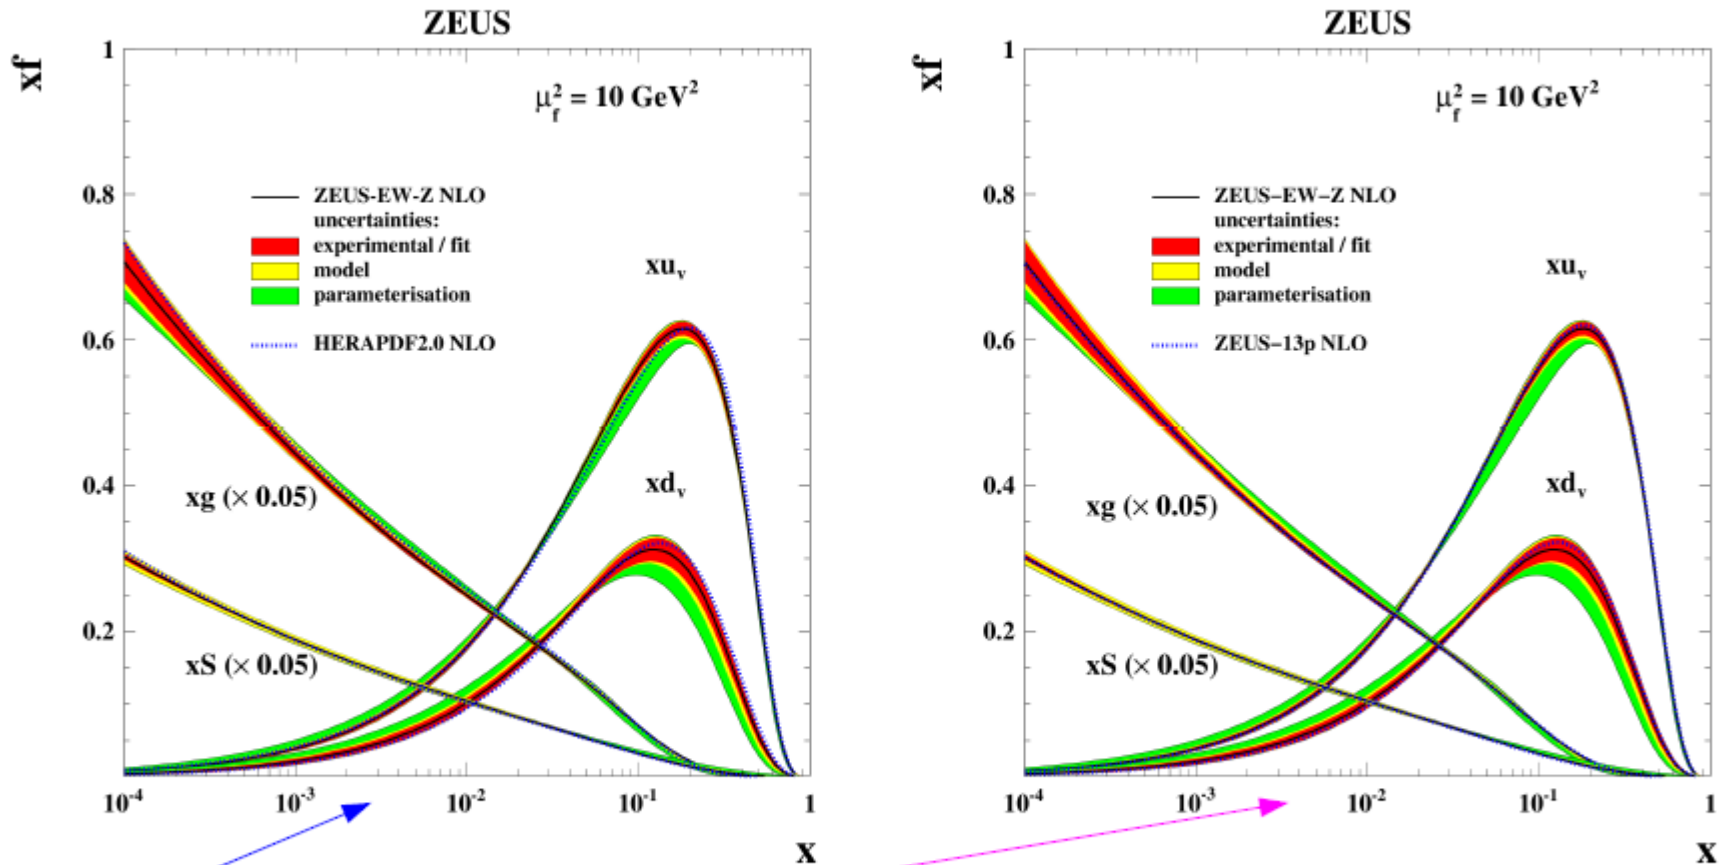 ZEUS
xf
1
0.8
0.6
0.4
0.2
μ_f^2 = 10 GeV^2
ZEUS-EW-Z NLO
uncertainties:
experimental / fit
model
parameterisation
HERAPDF2.0 NLO
xu_v
xd_v
xg (× 0.05)
xS (× 0.05)
10^-4 10^-3 10^-2 10^-1 1
x
ZEUS
xf
1
0.8
0.6
0.4
0.2
μ_f^2 = 10 GeV^2
ZEUS−EW−Z NLO
uncertainties:
experimental / fit
model
parameterisation
ZEUS−13p NLO
xu_v
xd_v
xg (× 0.05)
xS (× 0.05)
10^-4 10^-3 10^-2 10^-1 1
x